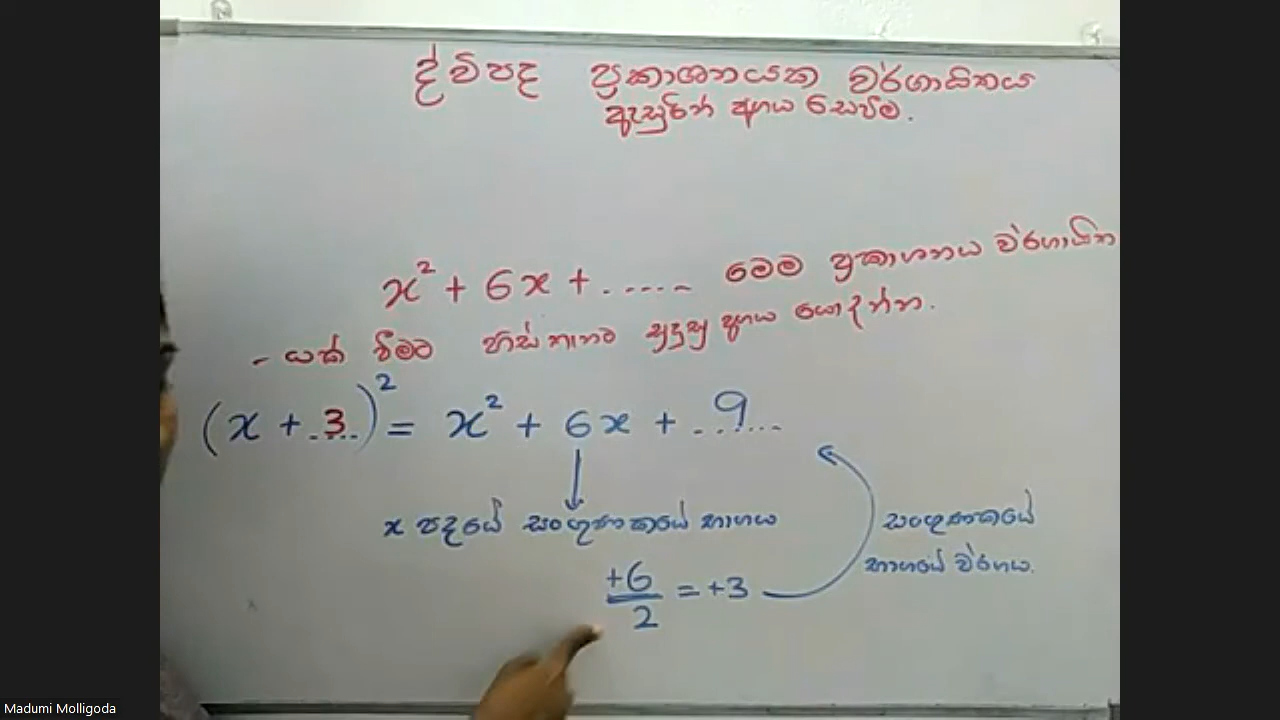 ද්විපද ප්‍රකාශනයක වර්ගායිතය
ඇසුරින් අගය සෙවීම.
x² + 6x + ...... මෙම ප්‍රකාශනය වර්ගායිත
- යක් වීමට හිස්තැනට සුදුසු අගය යොදන්න.
(x + ..3..)² = x² + 6x + ...9...
x පදයේ සංගුණකයේ භාගය
සංගුණකයේ
භාගයේ වර්ගය.
+6/2 = +3
Madumi Molligoda